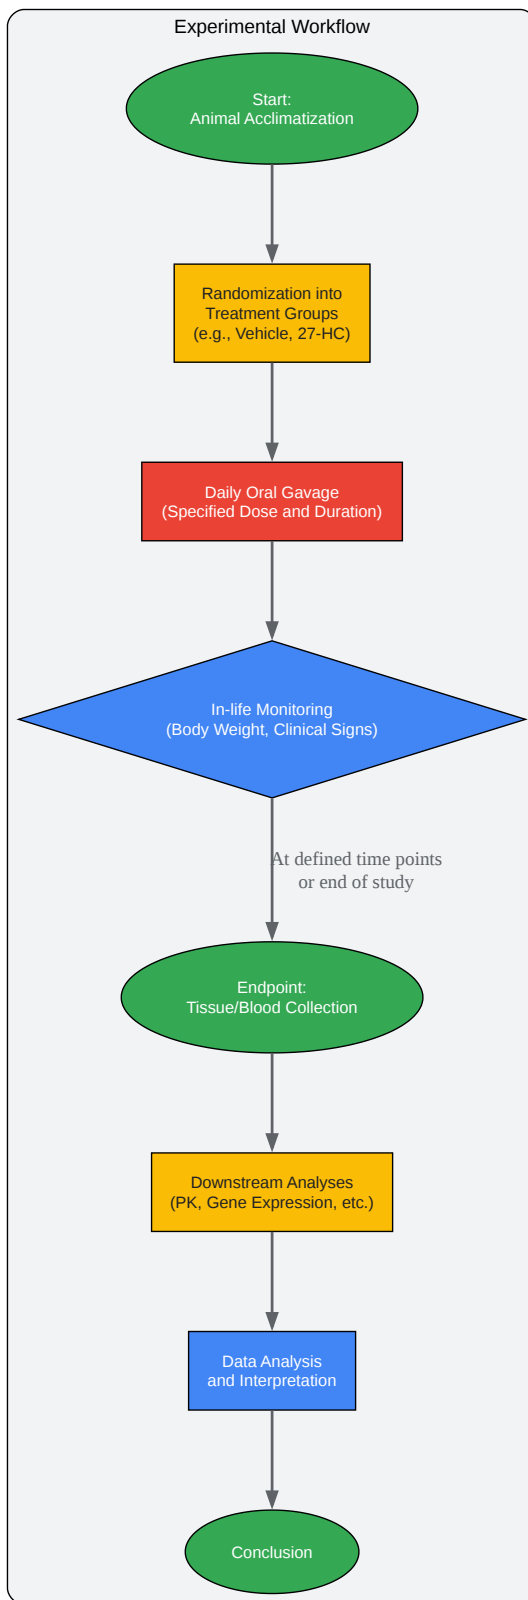 Experimental Workflow
Start:
Animal Acclimatization
Randomization into
Treatment Groups
(e.g., Vehicle, 27-HC)
Daily Oral Gavage
(Specified Dose and Duration)
In-life Monitoring
(Body Weight, Clinical Signs)
At defined time points
or end of study
Endpoint:
Tissue/Blood Collection
Downstream Analyses
(PK, Gene Expression, etc.)
Data Analysis
and Interpretation
Conclusion